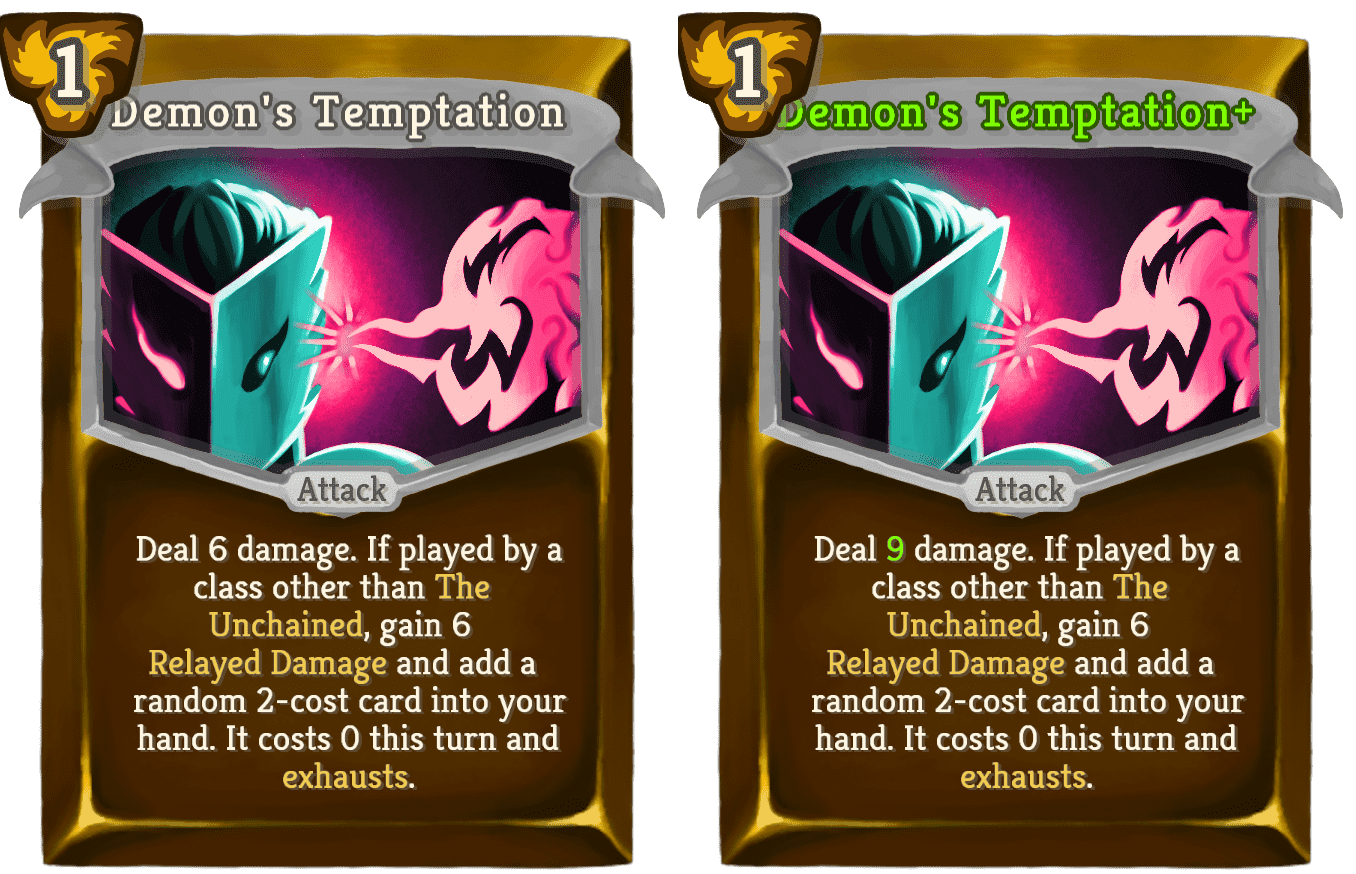 1
Demon's Temptation
Attack
Deal 6 damage. If played by a
class other than The
Unchained, gain 6
Relayed Damage and add a
random 2-cost card into your
hand. It costs 0 this turn and
exhausts.
1
Demon's Temptation+
Attack
Deal 9 damage. If played by a
class other than The
Unchained, gain 6
Relayed Damage and add a
random 2-cost card into your
hand. It costs 0 this turn and
exhausts.